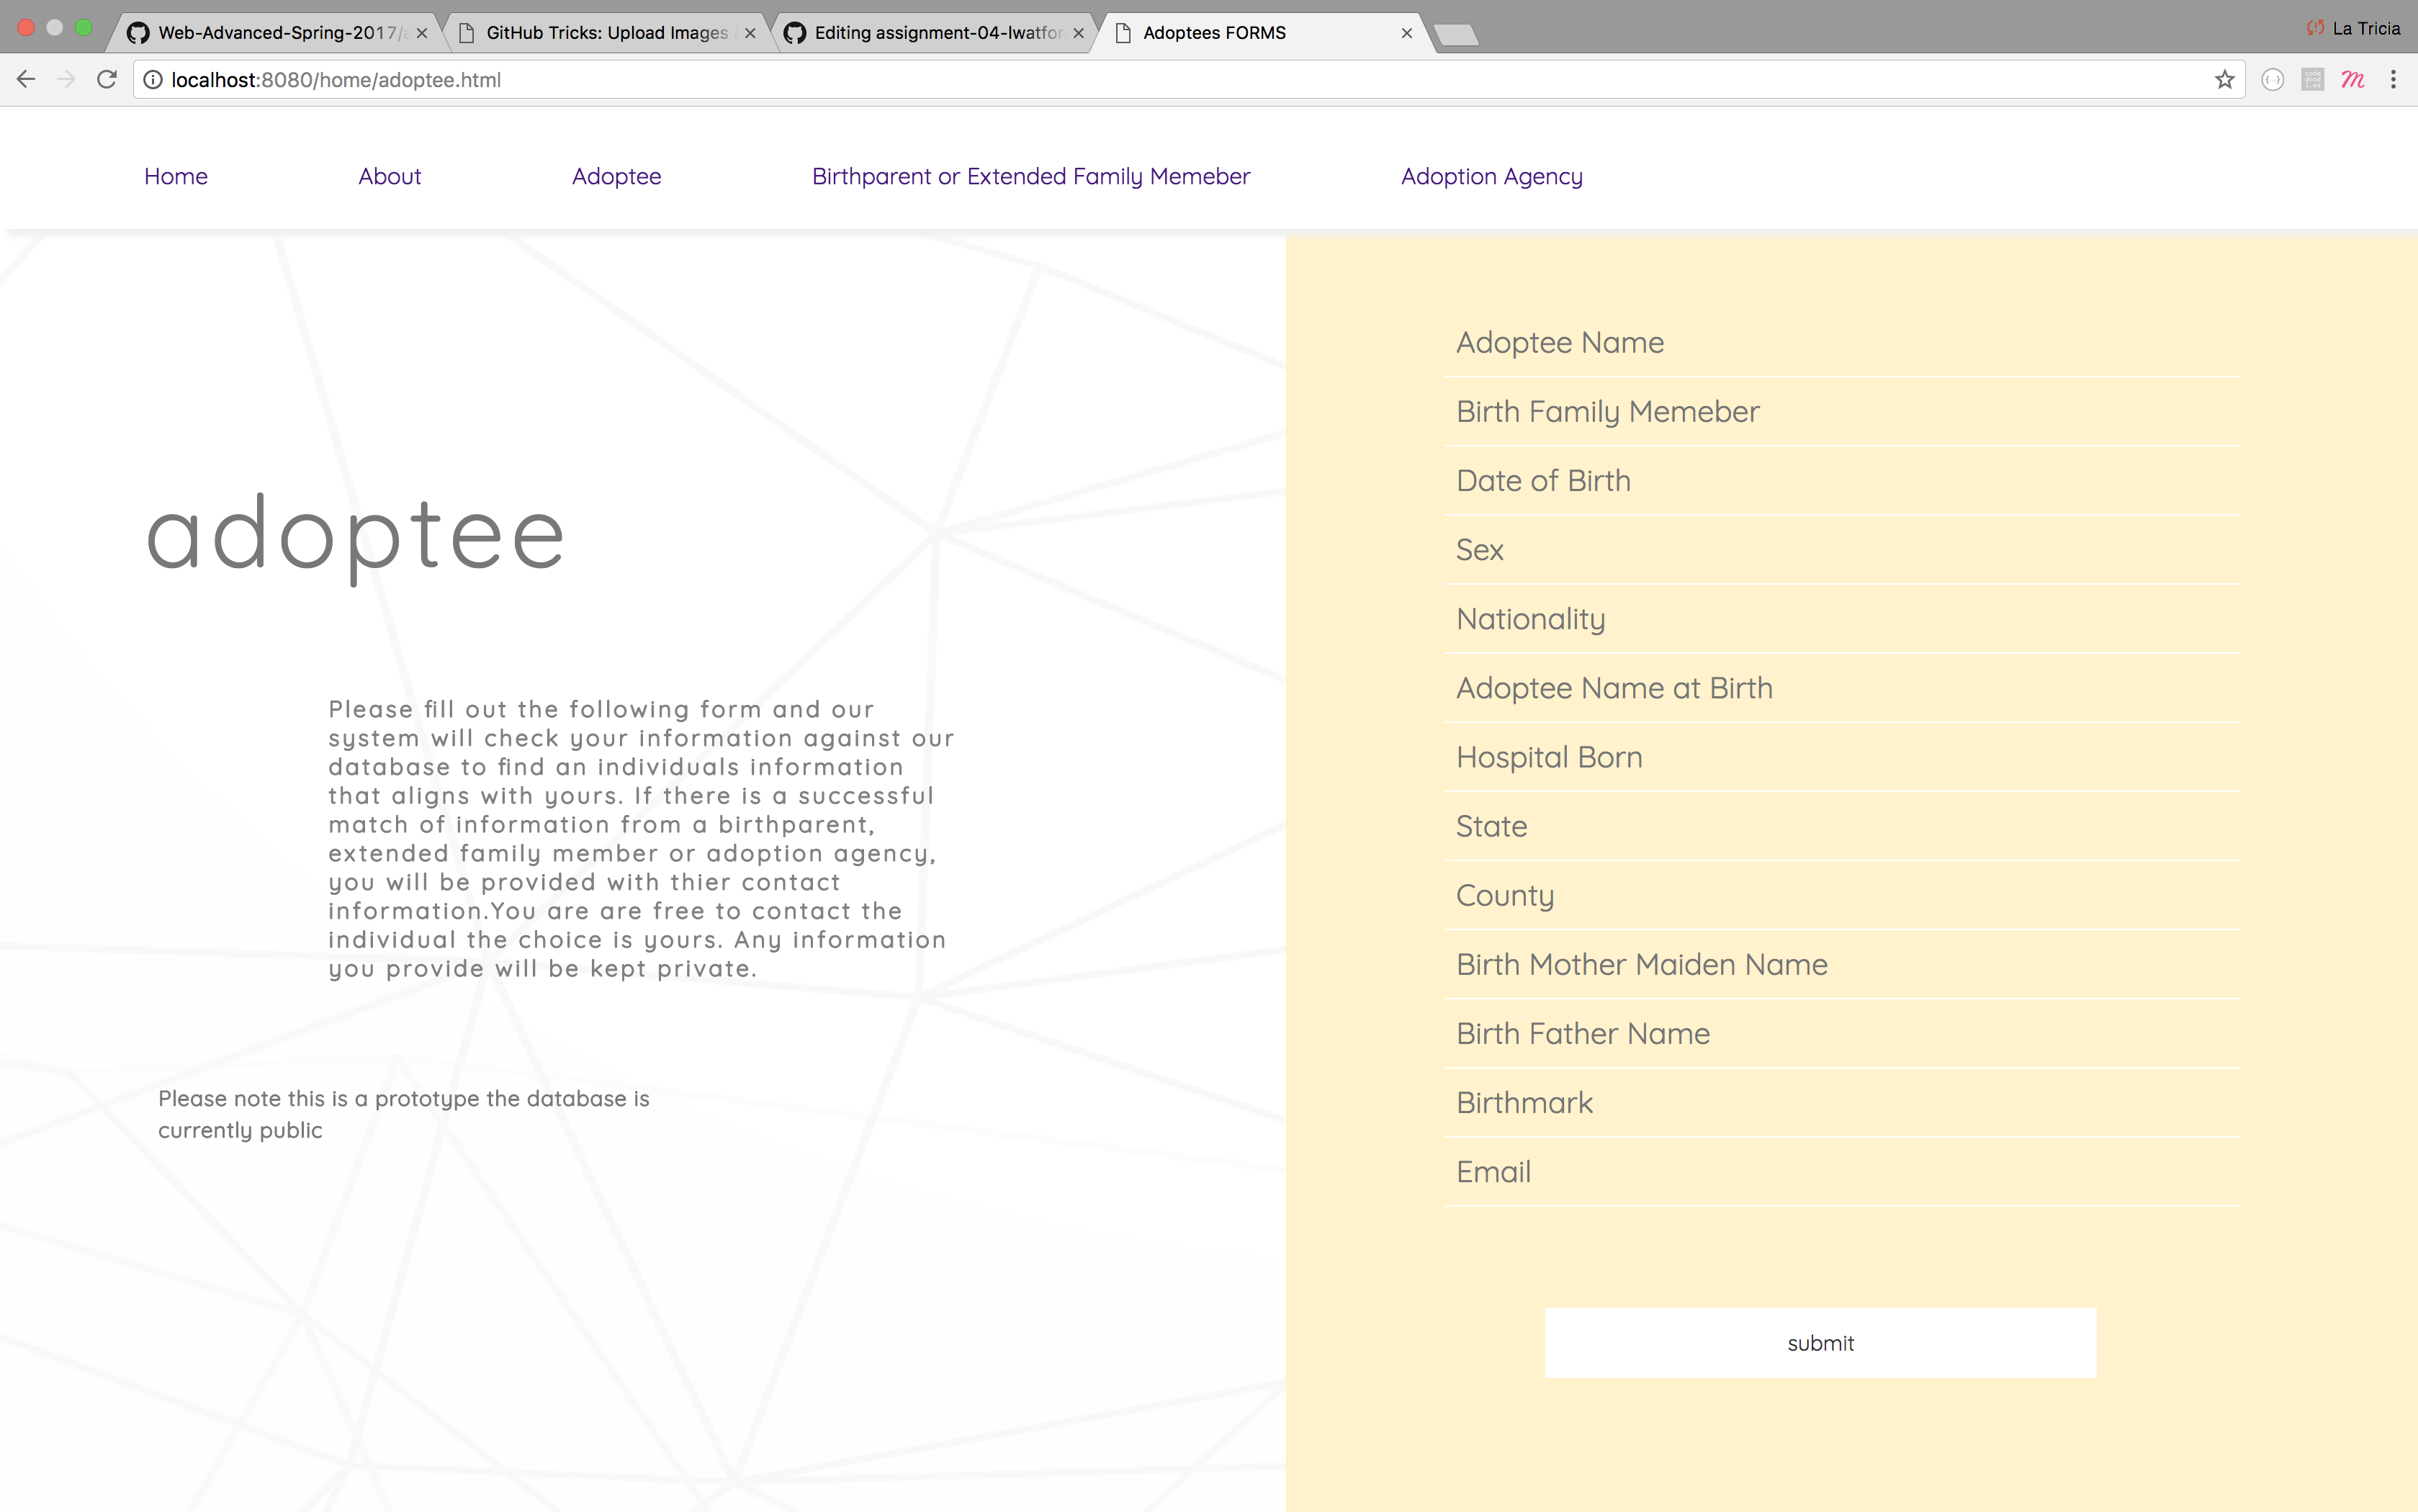 Web-Advanced-Spring-2017/a
GitHub Tricks: Upload Images
Editing assignment-04-lwatfor
Adoptees FORMS
La Tricia
localhost:8080/home/adoptee.html
Home
About
Adoptee
Birthparent or Extended Family Memeber
Adoption Agency
adoptee
Please fill out the following form and our
system will check your information against our
database to find an individuals information
that aligns with yours. If there is a successful
match of information from a birthparent,
extended family member or adoption agency,
you will be provided with thier contact
information.You are are free to contact the
individual the choice is yours. Any information
you provide will be kept private.
Please note this is a prototype the database is
currently public
Adoptee Name
Birth Family Memeber
Date of Birth
Sex
Nationality
Adoptee Name at Birth
Hospital Born
State
County
Birth Mother Maiden Name
Birth Father Name
Birthmark
Email
submit